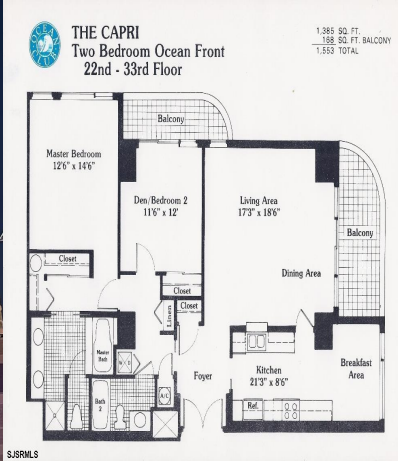 OCEAN CLUB
THE CAPRI
Two Bedroom Ocean Front
22nd - 33rd Floor
1,385 SQ. FT.
168 SQ. FT. BALCONY
1,553 TOTAL
Balcony
Master Bedroom
12'6" x 14'6"
Den/Bedroom 2
11'6" x 12'
Living Area
17'3" x 18'6"
Balcony
Dining Area
Closet
Closet
Closet
Linen
Master
Bath
W/D
Bath
2
A/C
Foyer
Kitchen
21'3" x 8'6"
Breakfast
Area
Ref.
SJSRMLS